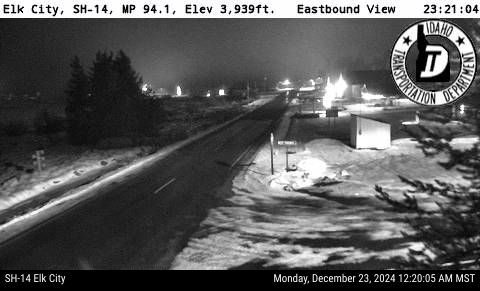 Elk City, SH-14, MP 94.1, Elev 3,939ft. Eastbound View 23:21:04
IDAHO
TRANSPORTATION DEPARTMENT
SH-14 Elk City
Monday, December 23, 2024 12:20:05 AM MST